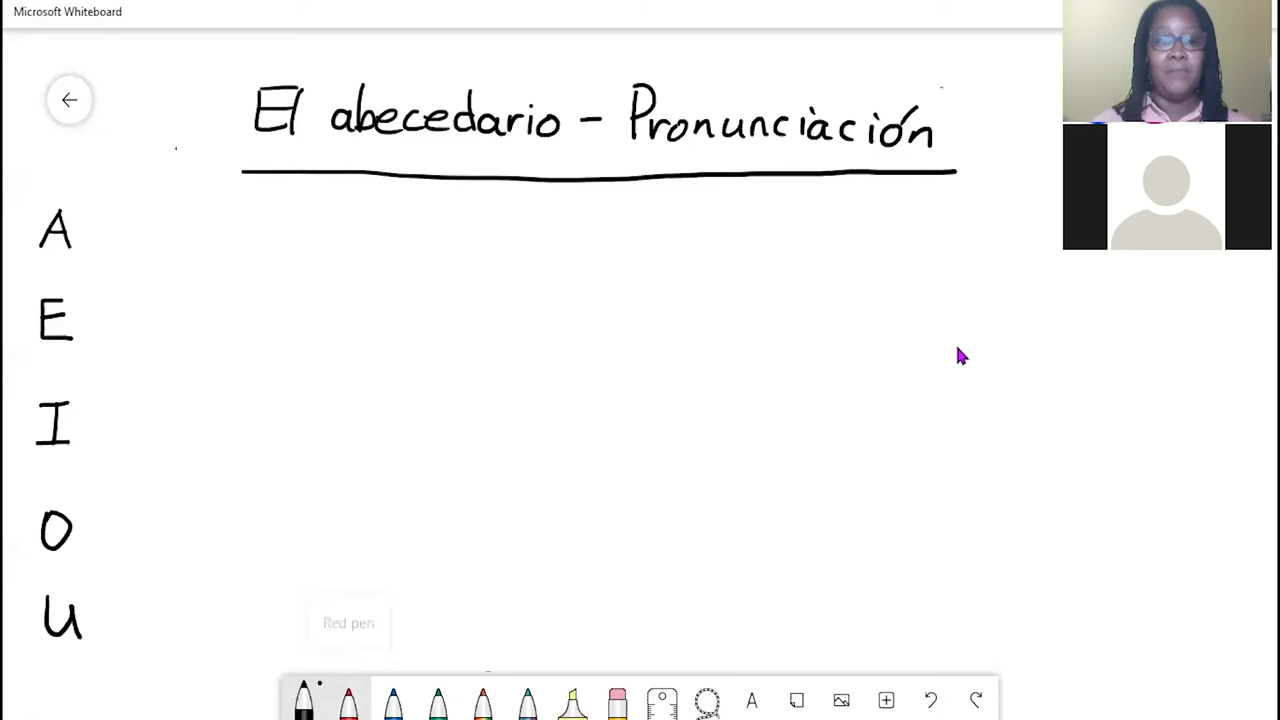 Microsoft Whiteboard
El abecedario - Pronunciación
A
E
I
O
U
Red pen
A